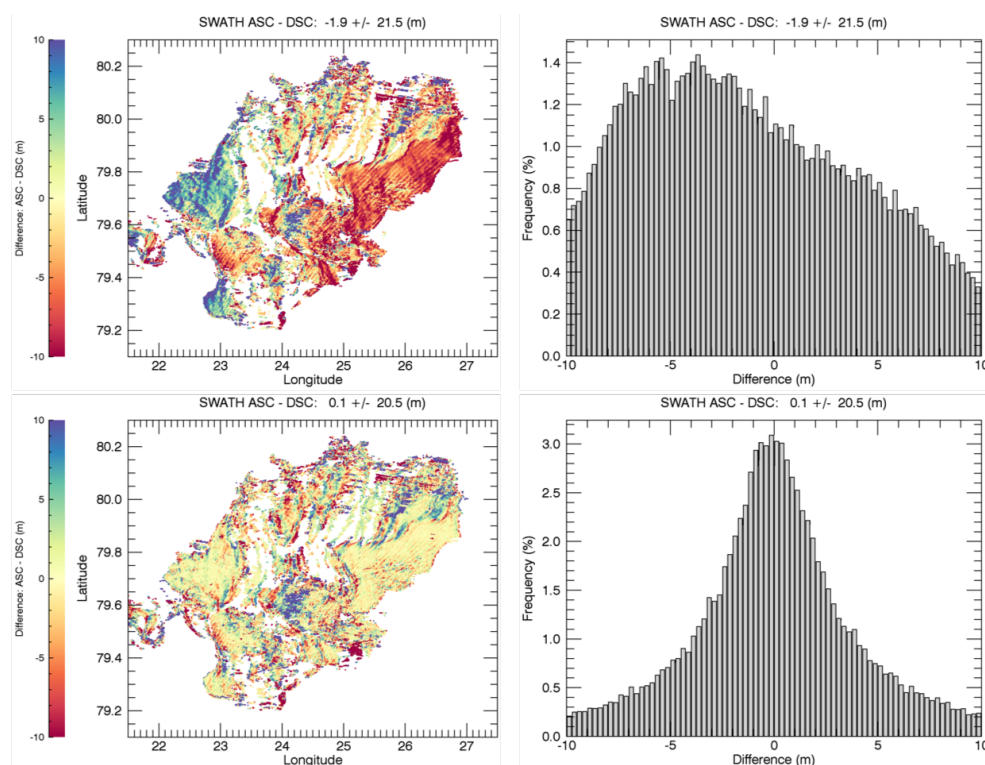 SWATH ASC - DSC: -1.9 +/- 21.5 (m)
10
5
0
-5
-10
Difference: ASC - DSC (m)
80.2
80.0
79.8
79.6
79.4
79.2
Latitude
22 23 24 25 26 27
Longitude
SWATH ASC - DSC: -1.9 +/- 21.5 (m)
1.4
1.2
1.0
0.8
0.6
0.4
0.2
0.0
Frequency (%)
-10 -5 0 5 10
Difference (m)
SWATH ASC - DSC: 0.1 +/- 20.5 (m)
10
5
0
-5
-10
Difference: ASC - DSC (m)
80.2
80.0
79.8
79.6
79.4
79.2
Latitude
22 23 24 25 26 27
Longitude
SWATH ASC - DSC: 0.1 +/- 20.5 (m)
3.0
2.5
2.0
1.5
1.0
0.5
0.0
Frequency (%)
-10 -5 0 5 10
Difference (m)